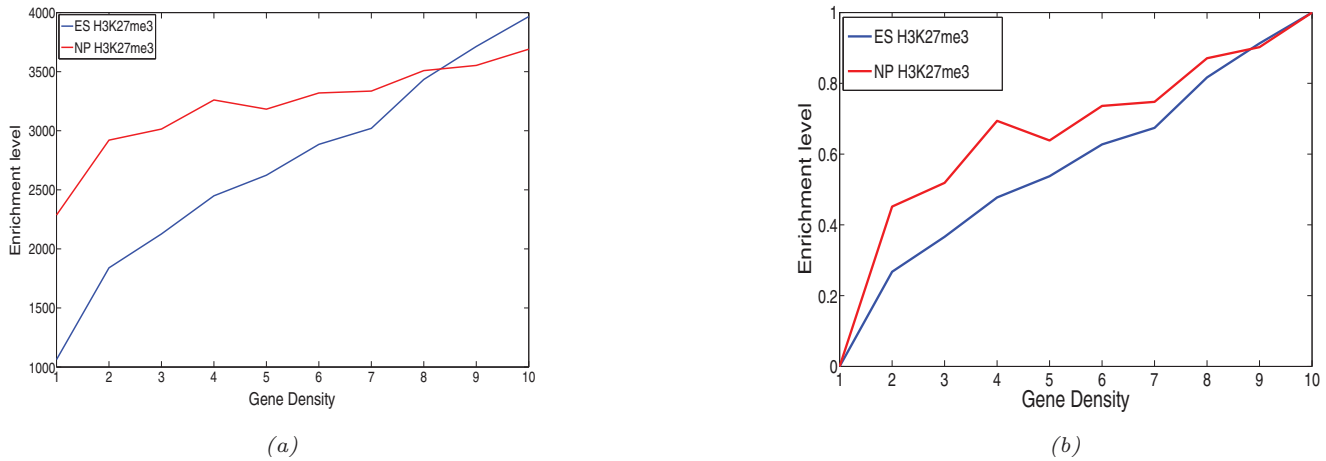 4000
3500
3000
2500
2000
1500
1000
Enrichment level
ES H3K27me3
NP H3K27me3
1 2 3 4 5 6 7 8 9 10
Gene Density
(a)
1
0.8
0.6
0.4
0.2
0
Enrichment level
ES H3K27me3
NP H3K27me3
1 2 3 4 5 6 7 8 9 10
Gene Density
(b)